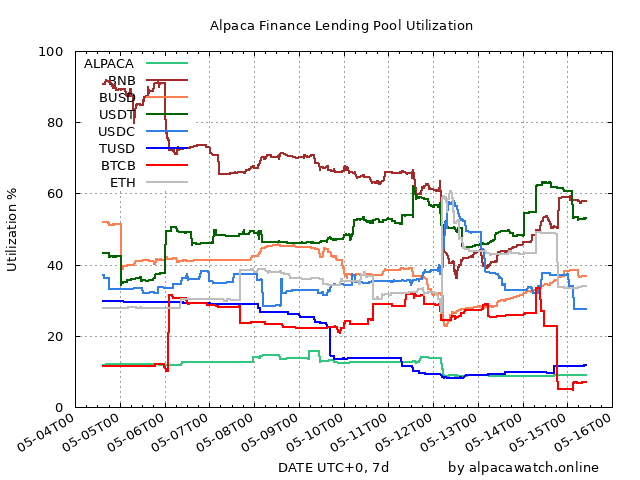 Alpaca Finance Lending Pool Utilization
Utilization %
100
80
60
40
20
0
ALPACA
BNB
BUSD
USDT
USDC
TUSD
BTCB
ETH
05-04T00
05-05T00
05-06T00
05-07T00
05-08T00
05-09T00
05-10T00
05-11T00
05-12T00
05-13T00
05-14T00
05-15T00
05-16T00
DATE UTC+0, 7d
by alpacawatch.online